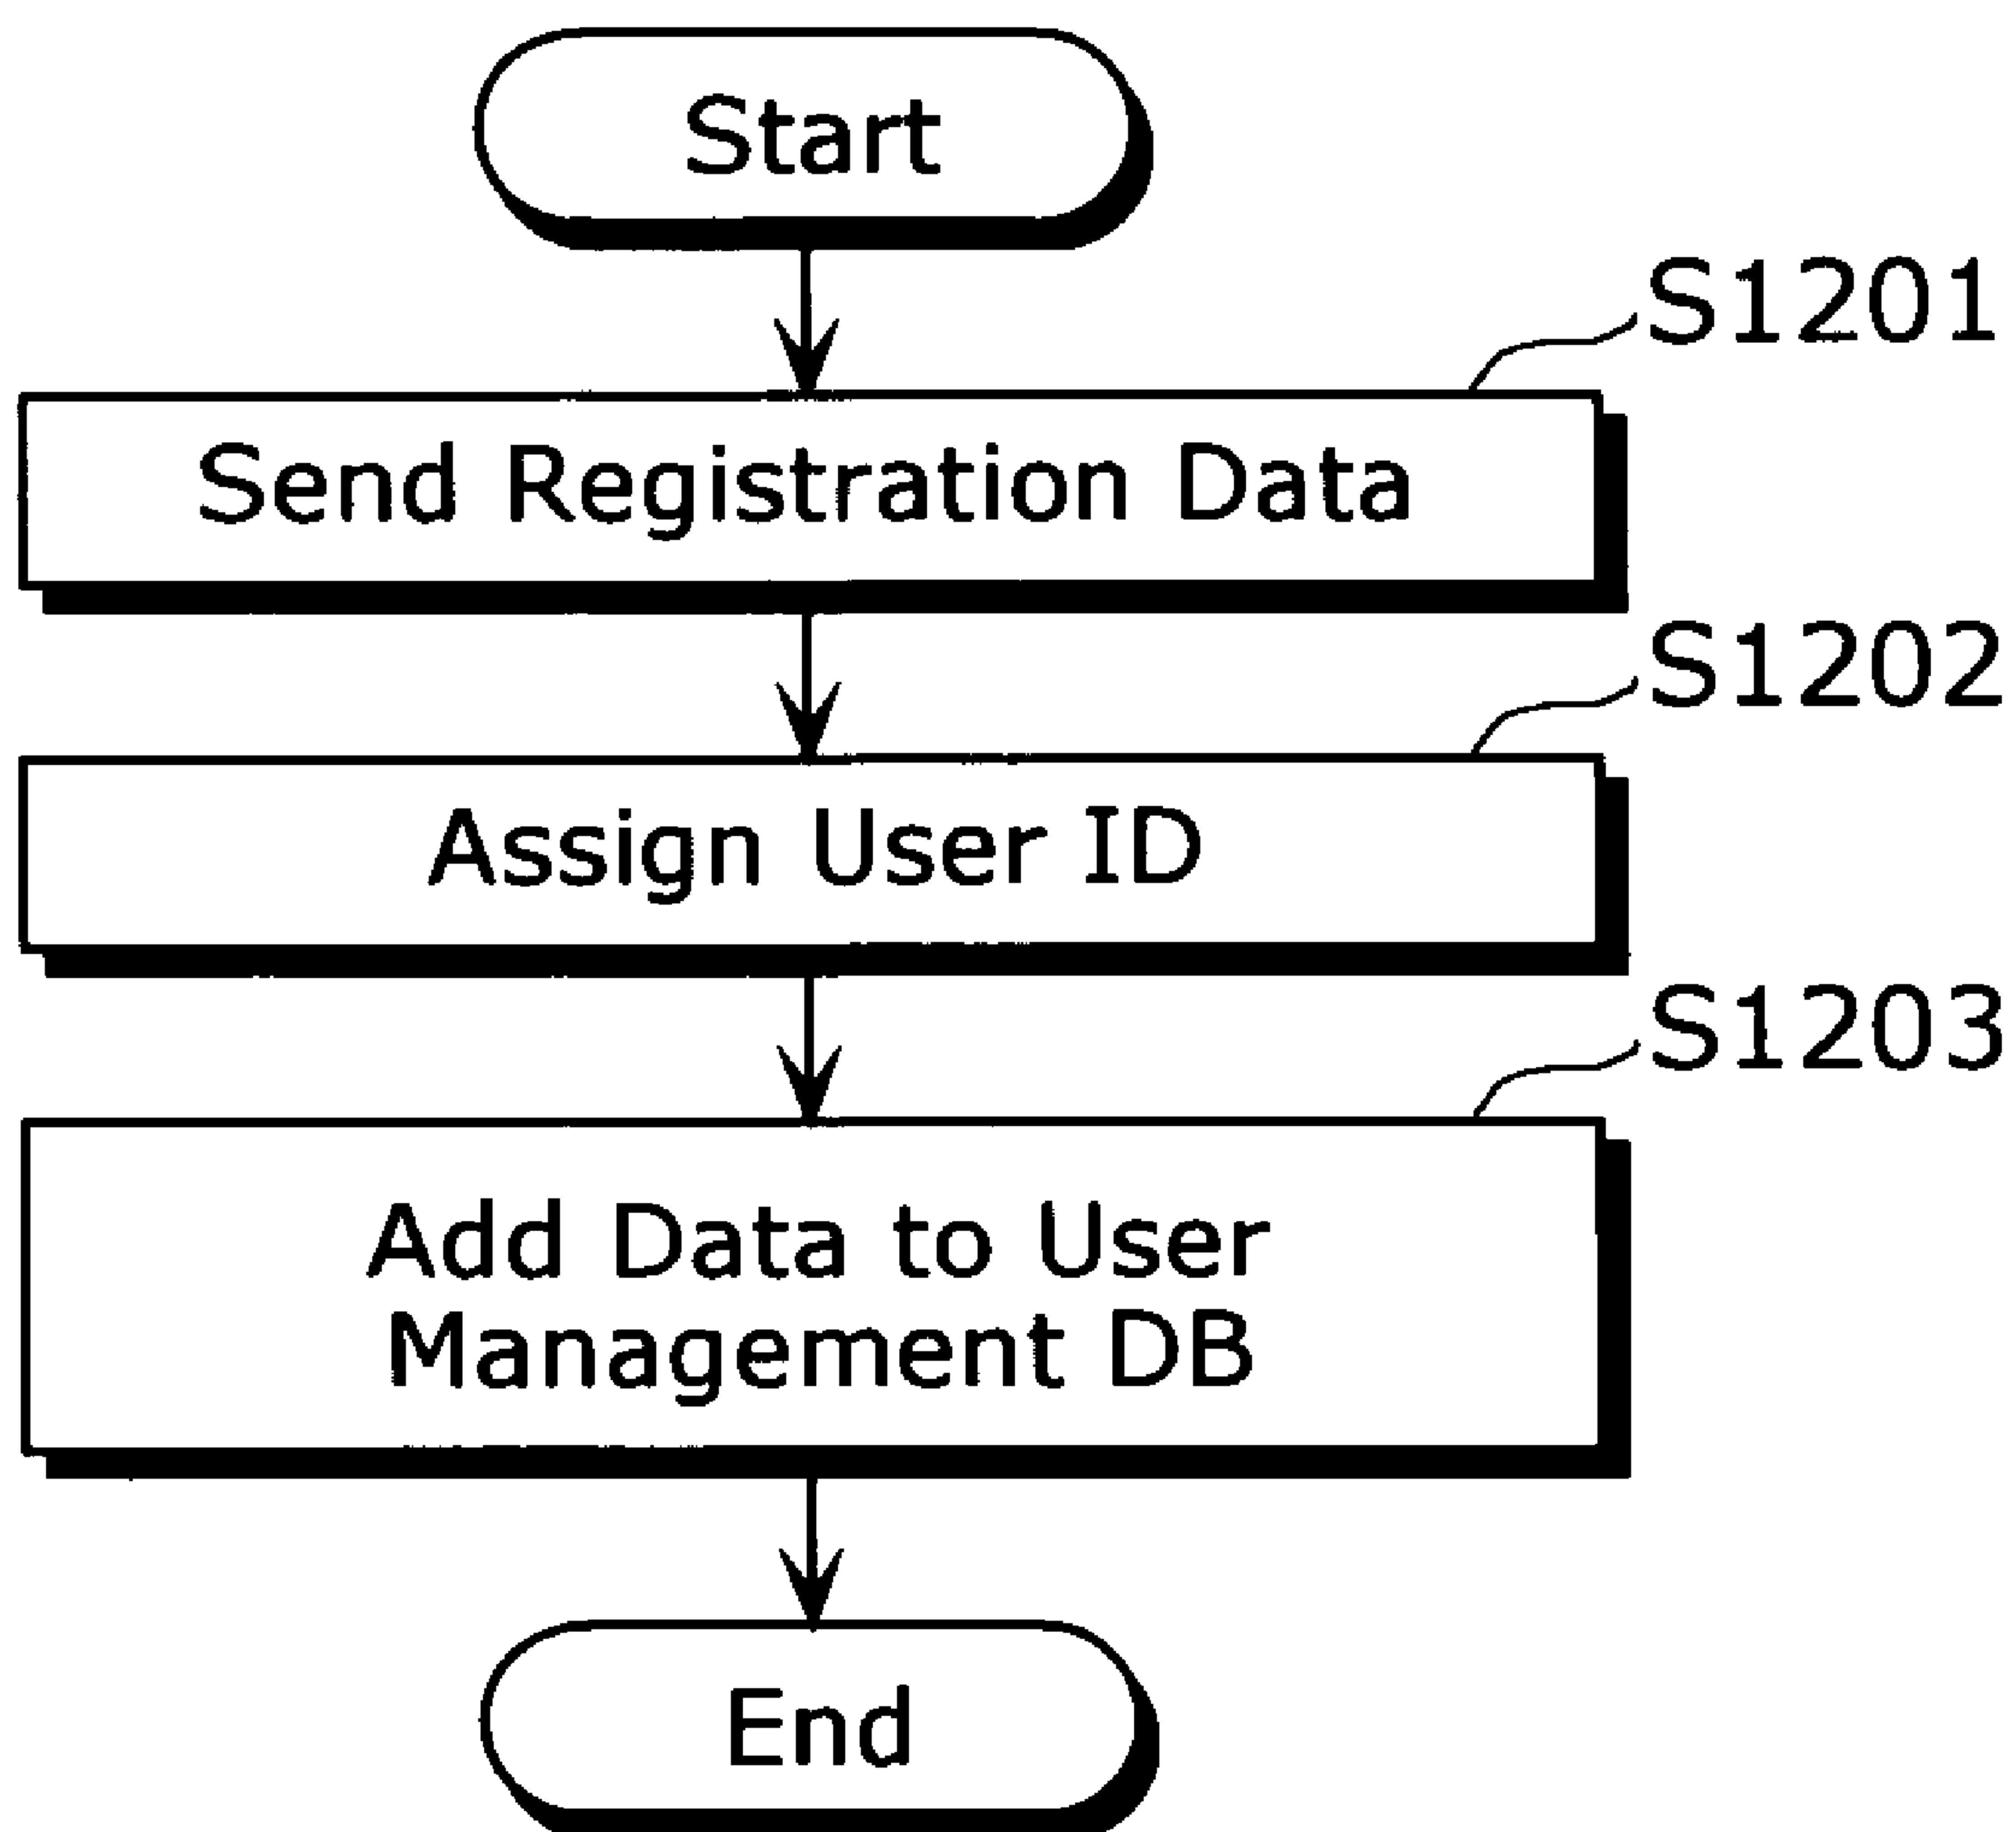 Start
S1201
Send Registration Data
S1202
Assign User ID
S1203
Add Data to User
Management DB
End